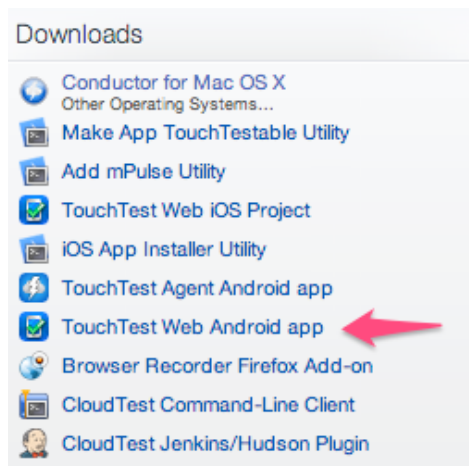 Downloads
Conductor for Mac OS X
Other Operating Systems...
Make App TouchTestable Utility
Add mPulse Utility
TouchTest Web iOS Project
iOS App Installer Utility
TouchTest Agent Android app
TouchTest Web Android app
Browser Recorder Firefox Add-on
CloudTest Command-Line Client
CloudTest Jenkins/Hudson Plugin